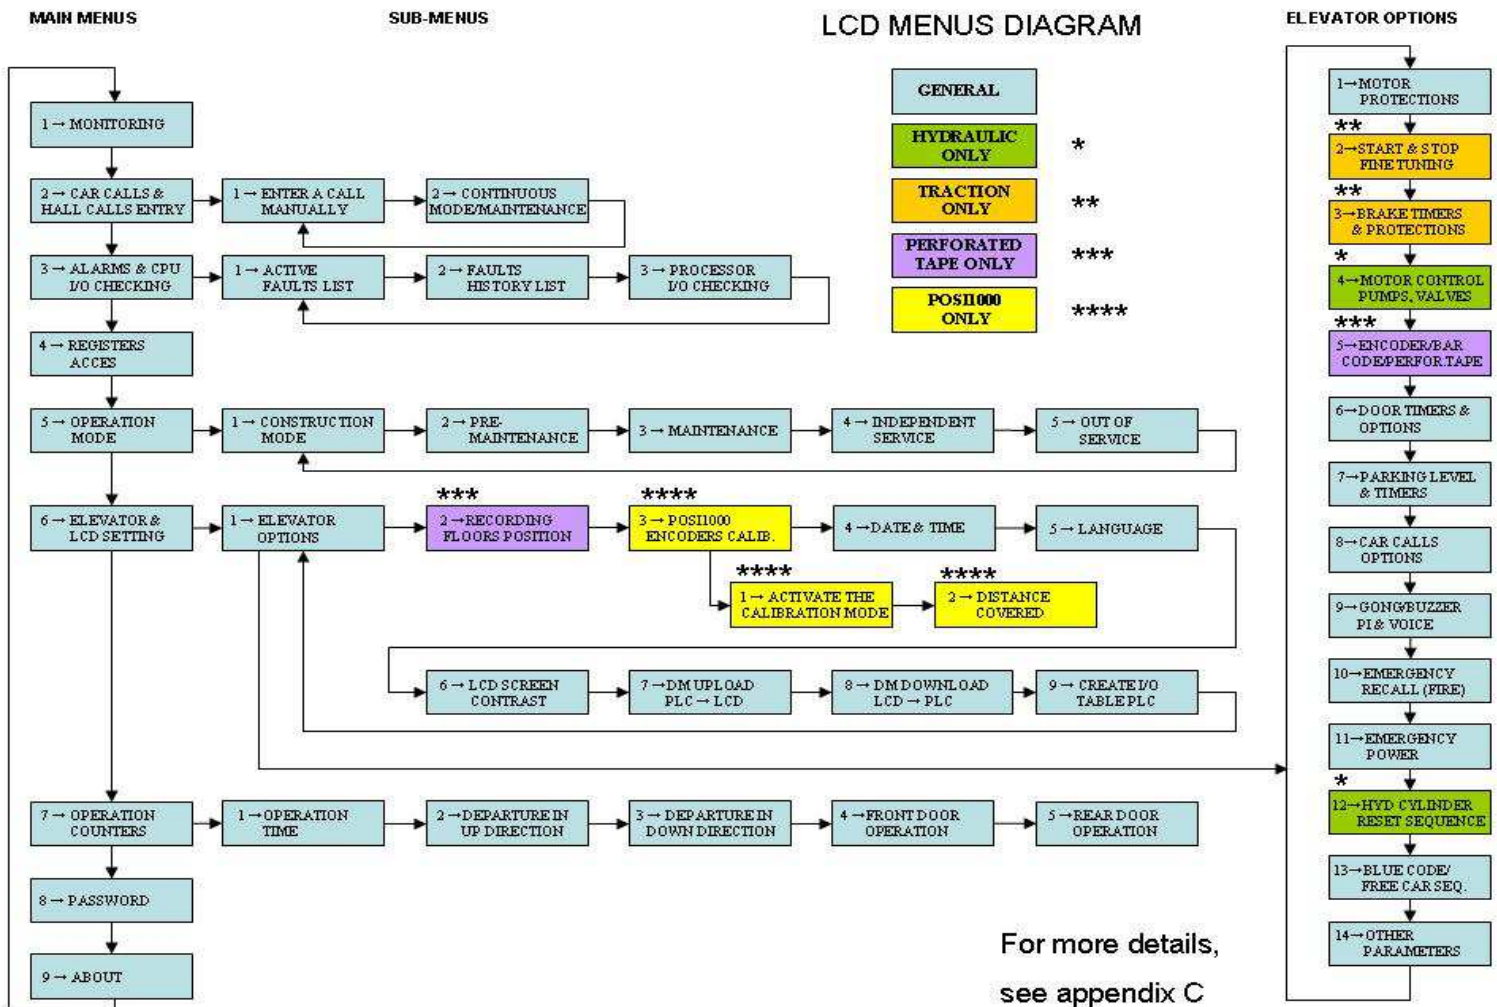 MAIN MENUS
SUB-MENUS
LCD MENUS DIAGRAM
ELEVATOR OPTIONS
GENERAL
HYDRAULIC
ONLY
*
TRACTION
ONLY
**
PERFORATED
TAPE ONLY
***
POSI1000
ONLY
****
1→ MONITORING
2→ CAR CALLS &
HALL CALLS ENTRY
1→ ENTER A CALL
MANUALLY
2→ CONTINUOUS
MODE/MAINTENANCE
3→ ALARMS & CPU
I/O CHECKING
1→ ACTIVE
FAULTS LIST
2→ FAULTS
HISTORY LIST
3→ PROCESSOR
I/O CHECKING
4→ REGISTERS
ACCES
5→ OPERATION
MODE
1→ CONSTRUCTION
MODE
2→ PRE-
MAINTENANCE
3→ MAINTENANCE
4→ INDEPENDENT
SERVICE
5→ OUT OF
SERVICE
6→ ELEVATOR &
LCD SETTING
1→ ELEVATOR
OPTIONS
***
2→RECORDING
FLOORS POSITION
****
3→ POSI1000
ENCODERS CALIB.
4→DATE & TIME
5→ LANGUAGE
****
1→ ACTIVATE THE
CALIBRATION MODE
****
2→ DISTANCE
COVERED
6→ LCD SCREEN
CONTRAST
7→DM UPLOAD
PLC→LCD
8→DM DOWNLOAD
LCD→PLC
9→ CREATE I/O
TABLE PLC
7→ OPERATION
COUNTERS
1→OPERATION
TIME
2→DEPARTURE IN
UP DIRECTION
3→ DEPARTURE IN
DOWN DIRECTION
4→FRONT DOOR
OPERATION
5→REAR DOOR
OPERATION
8→PASSWORD
9→ ABOUT
1→MOTOR
PROTECTIONS
**
2→START & STOP
FINE TUNING
**
3→BRAKE TIMERS
& PROTECTIONS
*
4→MOTOR CONTROL
PUMPS, VALVES
***
5→ENCODER/BAR
CODE/PERFOR.TAPE
6→DOOR TIMERS &
OPTIONS
7→PARKING LEVEL
& TIMERS
8→CAR CALLS
OPTIONS
9→GONG/BUZZER
PI & VOICE
10→EMERGENCY
RECALL (FIRE)
11→EMERGENCY
POWER
*
12→HYD CYLINDER
RESET SEQUENCE
13→BLUE CODE/
FREE CAR SEQ.
14→OTHER
PARAMETERS
For more details,
see appendix C